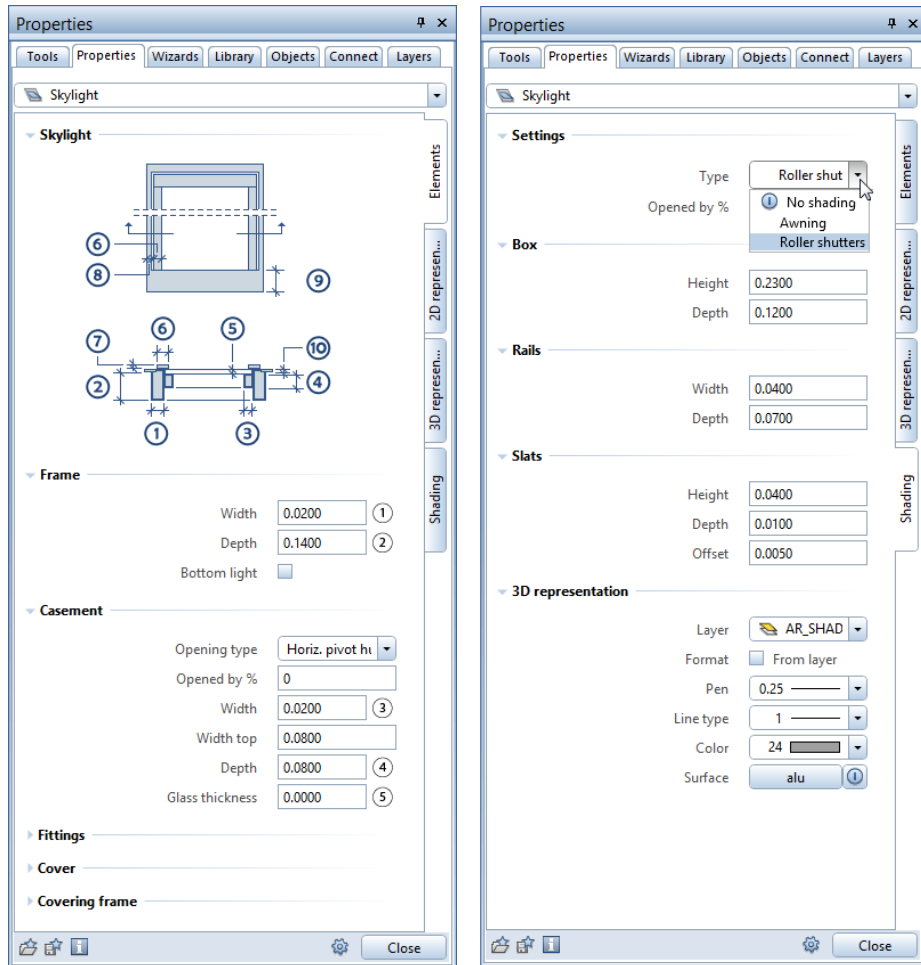 Properties
Tools Properties Wizards Library Objects Connect Layers
Skylight
Skylight
6
8
9
6
5
7
10
2
4
1
3
Frame
Width 0.0200 1
Depth 0.1400 2
Bottom light
Casement
Opening type Horiz. pivot hu
Opened by % 0
Width 0.0200 3
Width top 0.0800
Depth 0.0800 4
Glass thickness 0.0000 5
Fittings
Cover
Covering frame
Close
Elements
2D represen...
3D represen...
Shading
Properties
Tools Properties Wizards Library Objects Connect Layers
Skylight
Settings
Type Roller shut
Opened by %
No shading
Awning
Roller shutters
Box
Height 0.2300
Depth 0.1200
Rails
Width 0.0400
Depth 0.0700
Slats
Height 0.0400
Depth 0.0100
Offset 0.0050
3D representation
Layer AR_SHAD
Format From layer
Pen 0.25
Line type 1
Color 24
Surface alu
Close
Elements
2D represen...
3D represen...
Shading